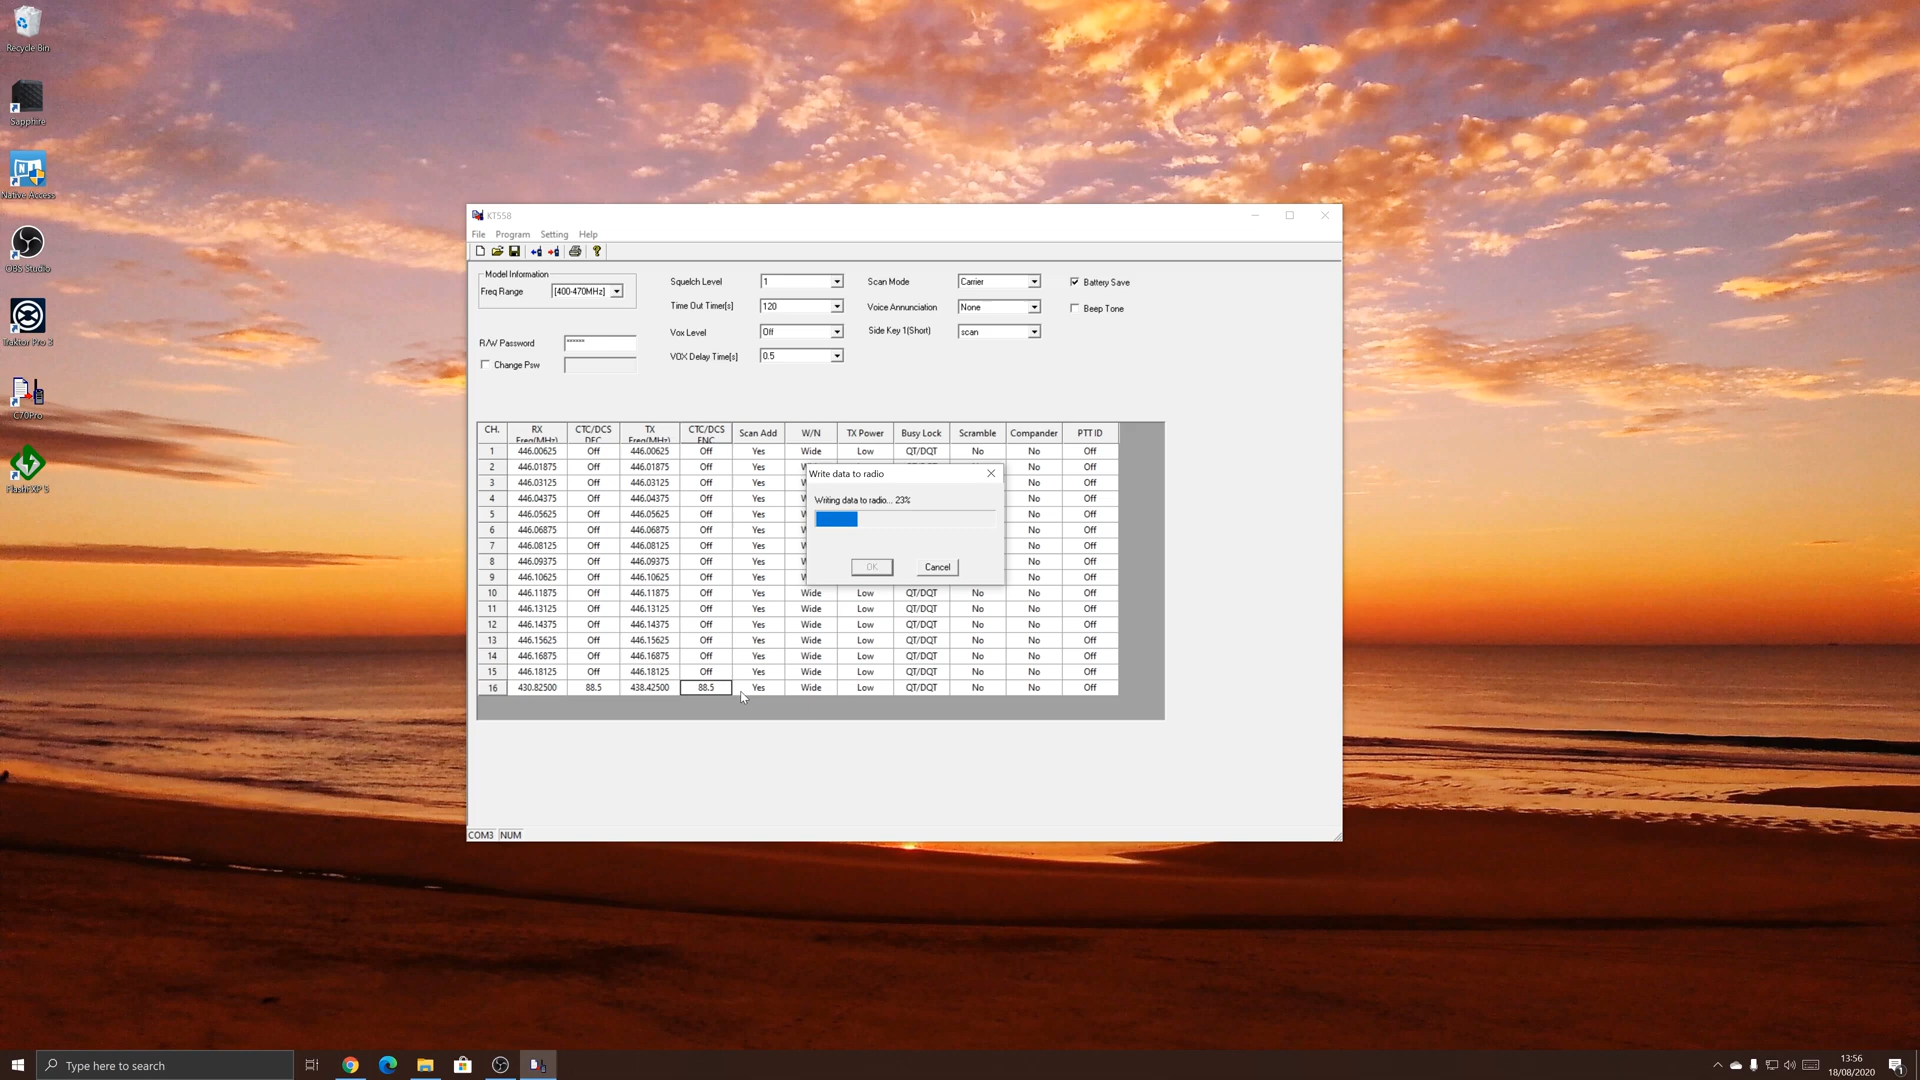 Recycle Bin
Sapphire
Native Access
OBS Studio
Traktor Pro 3
C70Pro
FlashFXP 5
KT558
File Program Setting Help
Model Information
Freq Range [400-470MHz]
R/W Password ******
Change Psw
Squelch Level 1
Time Out Timer[s] 120
Vox Level Off
VOX Delay Time[s] 0.5
Scan Mode Carrier
Voice Annunciation None
Side Key 1(Short) scan
Battery Save
Beep Tone
CH. RX Freq(MHz) CTC/DCS DEC TX Freq(MHz) CTC/DCS ENC Scan Add W/N TX Power Busy Lock Scramble Compander PTT ID
1 446.00625 Off 446.00625 Off Yes Wide Low QT/DQT No No Off
2 446.01875 Off 446.01875 Off Yes No Off
3 446.03125 Off 446.03125 Off Yes No Off
4 446.04375 Off 446.04375 Off Yes No Off
5 446.05625 Off 446.05625 Off Yes No Off
6 446.06875 Off 446.06875 Off Yes No Off
7 446.08125 Off 446.08125 Off Yes No Off
8 446.09375 Off 446.09375 Off Yes No Off
9 446.10625 Off 446.10625 Off Yes No Off
10 446.11875 Off 446.11875 Off Yes Wide Low QT/DQT No No Off
11 446.13125 Off 446.13125 Off Yes Wide Low QT/DQT No No Off
12 446.14375 Off 446.14375 Off Yes Wide Low QT/DQT No No Off
13 446.15625 Off 446.15625 Off Yes Wide Low QT/DQT No No Off
14 446.16875 Off 446.16875 Off Yes Wide Low QT/DQT No No Off
15 446.18125 Off 446.18125 Off Yes Wide Low QT/DQT No No Off
16 430.82500 88.5 438.42500 88.5 Yes Wide Low QT/DQT No No Off
Write data to radio
Writing data to radio... 23%
OK Cancel
COM3 NUM
Type here to search
13:56
18/08/2020
1